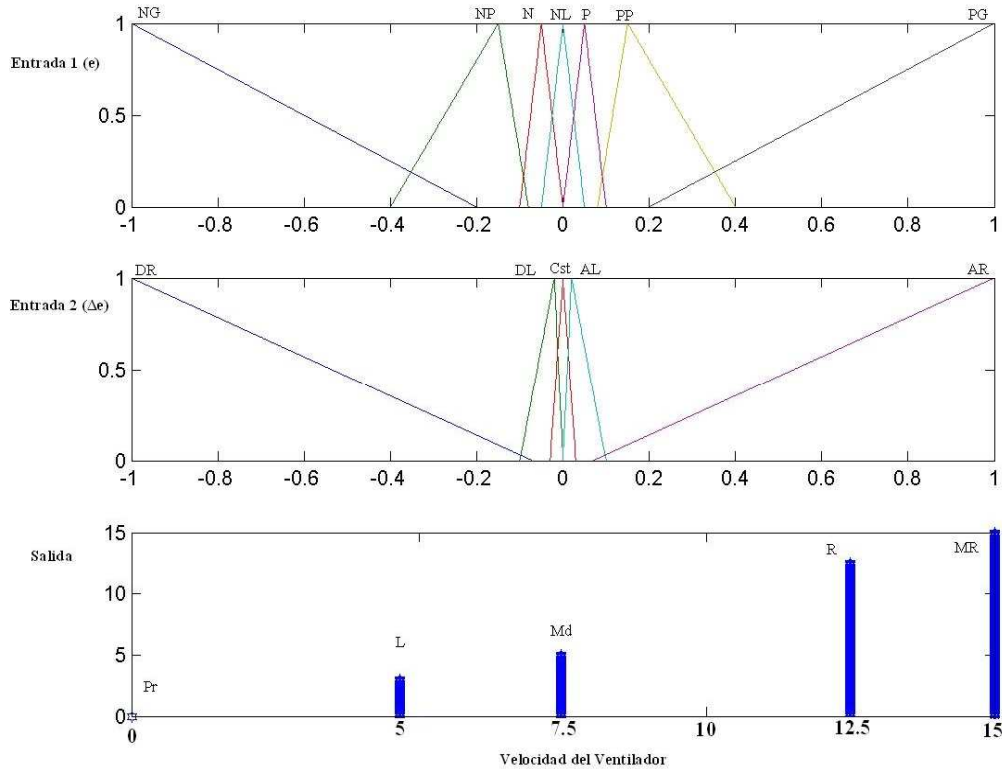 NG NP N NL P PP PG
1
Entrada 1 (e)
0.5
0
-1 -0.8 -0.6 -0.4 -0.2 0 0.2 0.4 0.6 0.8 1
DR DL Cst AL AR
1
Entrada 2 (Δe)
0.5
0
-1 -0.8 -0.6 -0.4 -0.2 0 0.2 0.4 0.6 0.8 1
15
Salida R MR
10
L Md
5
Pr
0
0 5 7.5 10 12.5 15
Velocidad del Ventilador